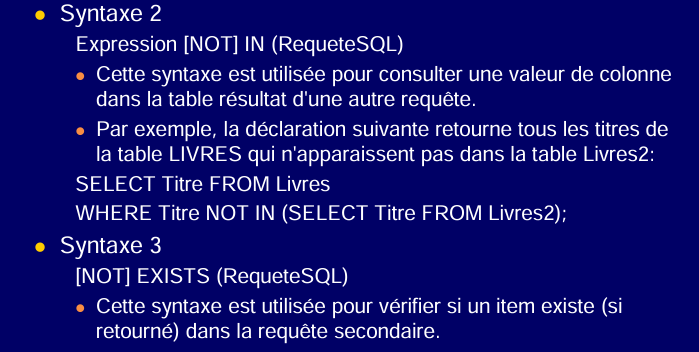 Syntaxe 2
Expression [NOT] IN (RequeteSQL)
Cette syntaxe est utilisée pour consulter une valeur de colonne
dans la table résultat d'une autre requête.
Par exemple, la déclaration suivante retourne tous les titres de
la table LIVRES qui n'apparaissent pas dans la table Livres2:
SELECT Titre FROM Livres
WHERE Titre NOT IN (SELECT Titre FROM Livres2);
Syntaxe 3
[NOT] EXISTS (RequeteSQL)
Cette syntaxe est utilisée pour vérifier si un item existe (si
retourné) dans la requête secondaire.